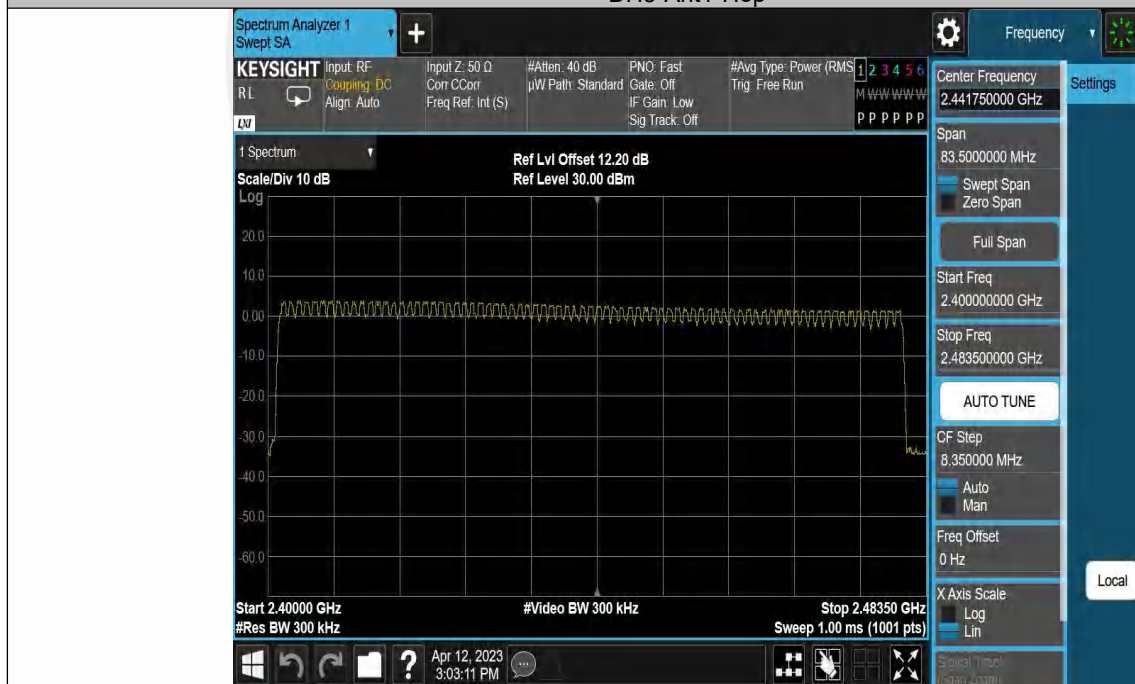 Spectrum Analyzer 1
Swept SA
Frequency
KEYSIGHT
RL
LXI
Input: RF
Coupling: DC
Align: Auto
Input Z: 50 Ω
Corr CCorr
Freq Ref: Int (S)
#Atten: 40 dB
µW Path: Standard
PNO: Fast
Gate: Off
IF Gain: Low
Sig Track: Off
#Avg Type: Power (RMS
Trig: Free Run
1 2 3 4 5 6
M W W W W W
P P P P P P
1 Spectrum
Scale/Div 10 dB
Ref Lvl Offset 12.20 dB
Ref Level 30.00 dBm
Log
20.0
10.0
0.00
-10.0
-20.0
-30.0
-40.0
-50.0
-60.0
Start 2.40000 GHz
#Res BW 300 kHz
#Video BW 300 kHz
Stop 2.48350 GHz
Sweep 1.00 ms (1001 pts)
Center Frequency
2.441750000 GHz
Settings
Span
83.5000000 MHz
Swept Span
Zero Span
Full Span
Start Freq
2.400000000 GHz
Stop Freq
2.483500000 GHz
AUTO TUNE
CF Step
8.350000 MHz
Auto
Man
Freq Offset
0 Hz
X Axis Scale
Log
Lin
Local
?
Apr 12, 2023
3:03:11 PM